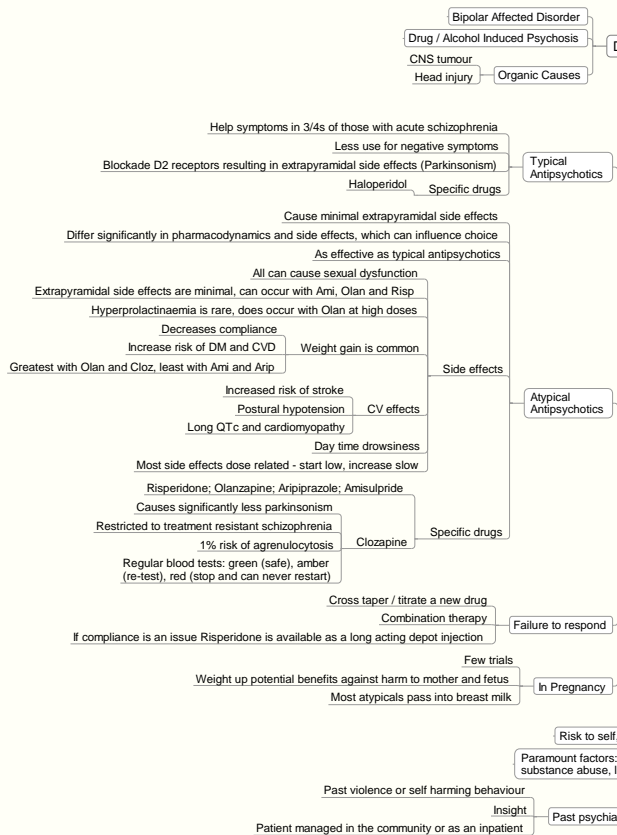 Bipolar Affected Disorder
Drug / Alcohol Induced Psychosis
CNS tumour
Head injury
Organic Causes
D
Help symptoms in 3/4s of those with acute schizophrenia
Less use for negative symptoms
Blockade D2 receptors resulting in extrapyramidal side effects (Parkinsonism)
Haloperidol
Specific drugs
Typical
Antipsychotics
Cause minimal extrapyramidal side effects
Differ significantly in pharmacodynamics and side effects, which can influence choice
As effective as typical antipsychotics
All can cause sexual dysfunction
Extrapyramidal side effects are minimal, can occur with Ami, Olan and Risp
Hyperprolactinaemia is rare, does occur with Olan at high doses
Decreases compliance
Increase risk of DM and CVD
Greatest with Olan and Cloz, least with Ami and Arip
Weight gain is common
Increased risk of stroke
Postural hypotension
Long QTc and cardiomyopathy
CV effects
Day time drowsiness
Most side effects dose related - start low, increase slow
Side effects
Risperidone; Olanzapine; Aripiprazole; Amisulpride
Causes significantly less parkinsonism
Restricted to treatment resistant schizophrenia
1% risk of agrenulocytosis
Regular blood tests: green (safe), amber
(re-test), red (stop and can never restart)
Clozapine
Specific drugs
Atypical
Antipsychotics
Cross taper / titrate a new drug
Combination therapy
If compliance is an issue Risperidone is available as a long acting depot injection
Failure to respond
Few trials
Weight up potential benefits against harm to mother and fetus
Most atypicals pass into breast milk
In Pregnancy
Risk to self,
Paramount factors:
substance abuse, l
Past violence or self harming behaviour
Insight
Patient managed in the community or as an inpatient
Past psychia